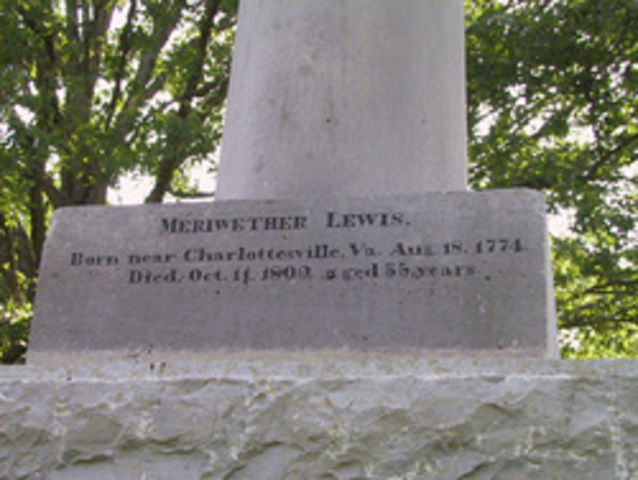 MERIWETHER LEWIS.
Born near Charlottesville, Va. Aug. 18. 1774
Died, Oct. 11. 1809. aged 35, years